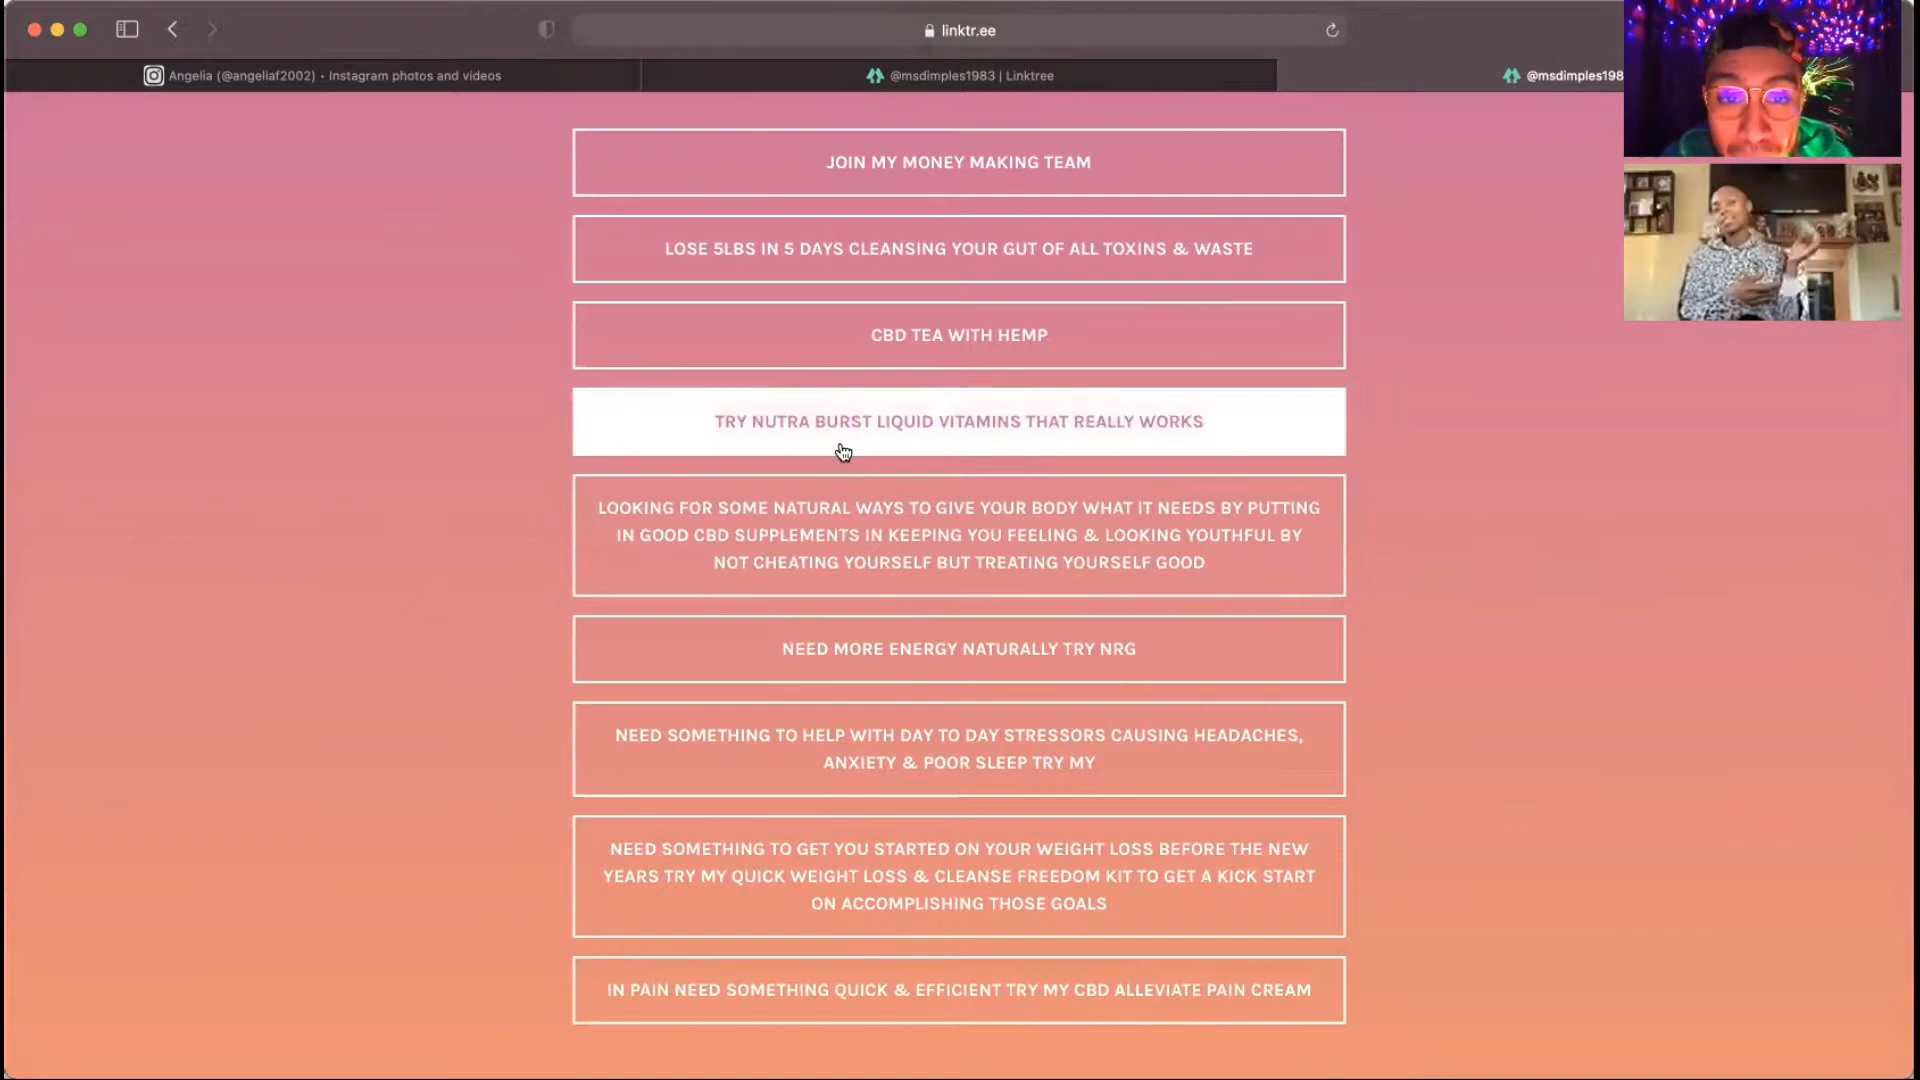 linktr.ee
Angelia (@angeliaf2002) • Instagram photos and videos
@msdimples1983 | Linktree
@msdimples198
JOIN MY MONEY MAKING TEAM
LOSE 5LBS IN 5 DAYS CLEANSING YOUR GUT OF ALL TOXINS & WASTE
CBD TEA WITH HEMP
TRY NUTRA BURST LIQUID VITAMINS THAT REALLY WORKS
LOOKING FOR SOME NATURAL WAYS TO GIVE YOUR BODY WHAT IT NEEDS BY PUTTING
IN GOOD CBD SUPPLEMENTS IN KEEPING YOU FEELING & LOOKING YOUTHFUL BY
NOT CHEATING YOURSELF BUT TREATING YOURSELF GOOD
NEED MORE ENERGY NATURALLY TRY NRG
NEED SOMETHING TO HELP WITH DAY TO DAY STRESSORS CAUSING HEADACHES,
ANXIETY & POOR SLEEP TRY MY
NEED SOMETHING TO GET YOU STARTED ON YOUR WEIGHT LOSS BEFORE THE NEW
YEARS TRY MY QUICK WEIGHT LOSS & CLEANSE FREEDOM KIT TO GET A KICK START
ON ACCOMPLISHING THOSE GOALS
IN PAIN NEED SOMETHING QUICK & EFFICIENT TRY MY CBD ALLEVIATE PAIN CREAM